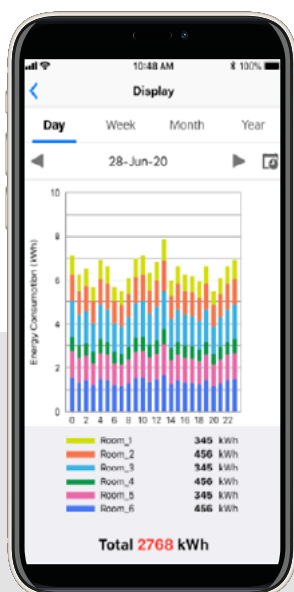 10:48 AM 100%
Display
Day Week Month Year
28-Jun-20
Energy Consumption (kWh)
10
8
6
4
2
0
0 2 4 6 8 10 12 14 16 18 20 22
Room_1 345 kWh
Room_2 456 kWh
Room_3 345 kWh
Room_4 456 kWh
Room_5 345 kWh
Room_6 456 kWh
Total 2768 kWh